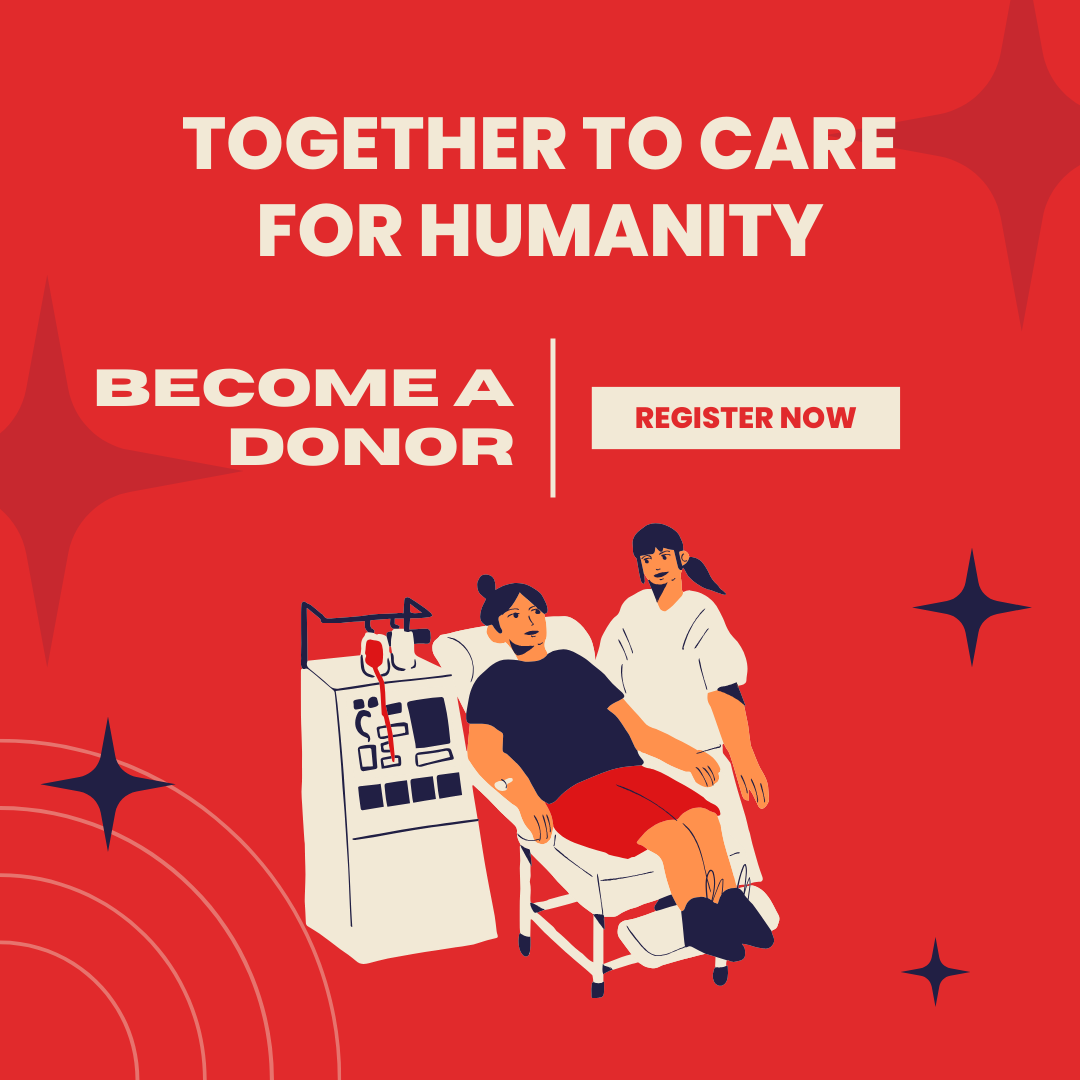 TOGETHER TO CARE
FOR HUMANITY
BECOME A
DONOR
REGISTER NOW